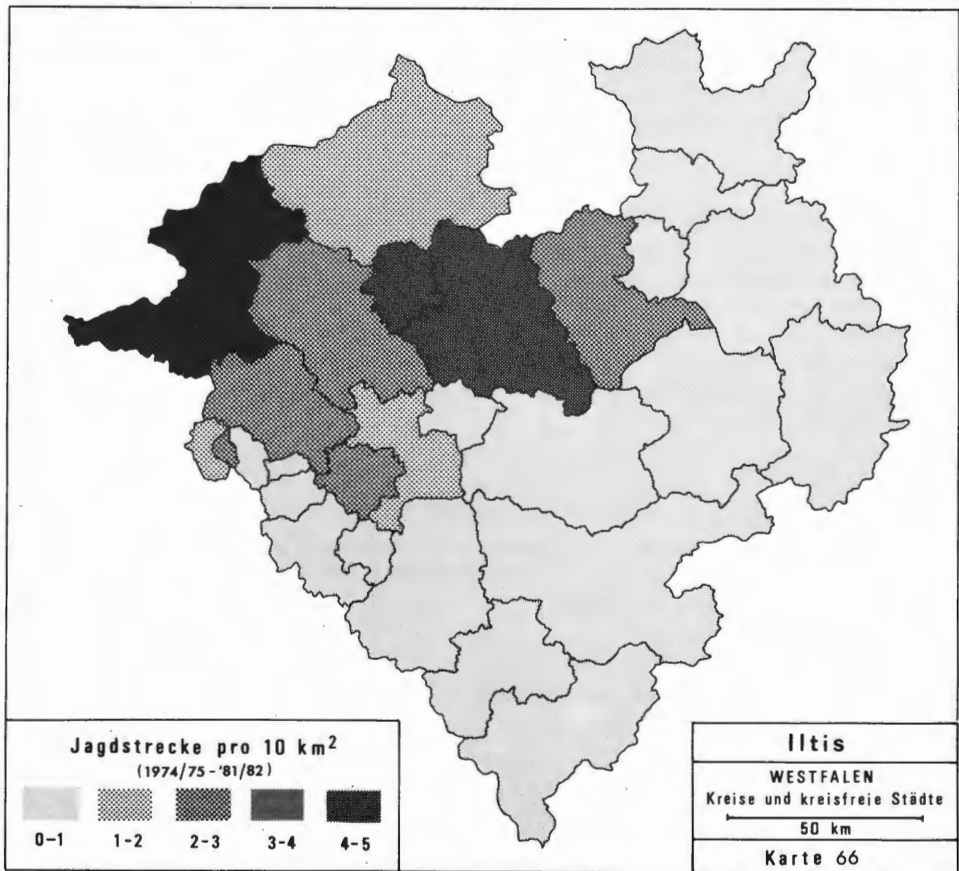 Jagdstrecke pro 10 km²
(1974/75-'81/82)
0-1 1-2 2-3 3-4 4-5
Iltis
WESTFALEN
Kreise und kreisfreie Städte
50 km
Karte 66